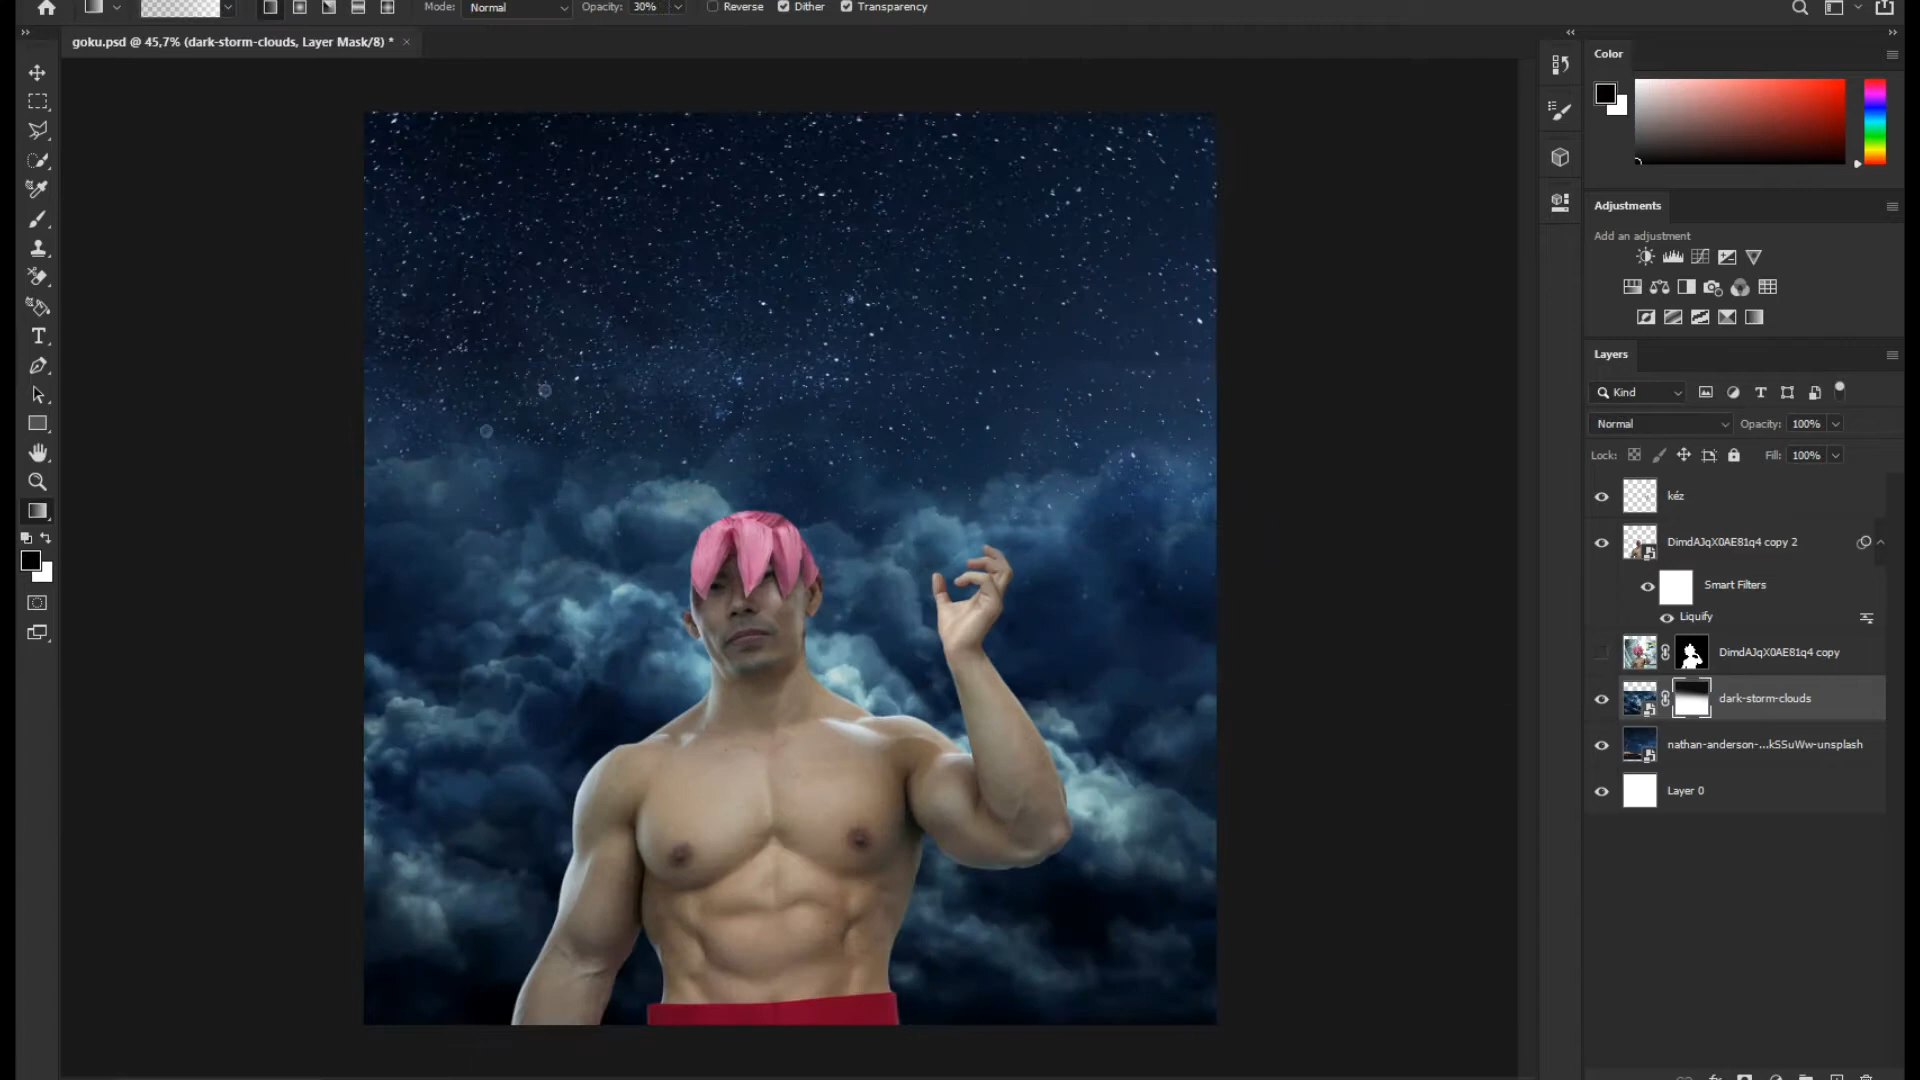 Mode: Normal Opacity: 30% Reverse Dither Transparency
goku.psd @ 45,7% (dark-storm-clouds, Layer Mask/8) * ×
Color
Adjustments
Add an adjustment
Layers
Kind
Normal Opacity: 100%
Lock: Fill: 100%
kéz
DimdAJqX0AE81q4 copy 2
Smart Filters
Liquify
DimdAJqX0AE81q4 copy
dark-storm-clouds
nathan-anderson-...kSSuWw-unsplash
Layer 0